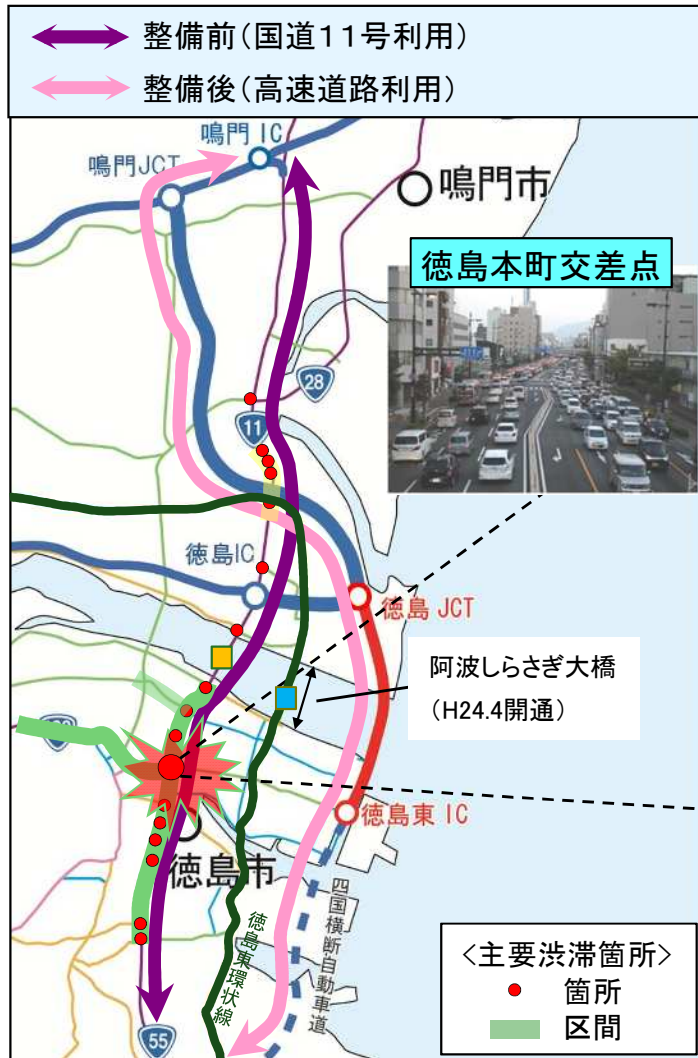 整備前(国道11号利用)
整備後(高速道路利用)
鳴門 IC
鳴門JCT
鳴門市
徳島本町交差点
28
11
徳島IC
徳島 JCT
阿波しらさぎ大橋
(H24.4開通)
徳島東 IC
徳島市
四国横断自動車道
徳島東環状線
55
<主要渋滞箇所>
箇所
区間